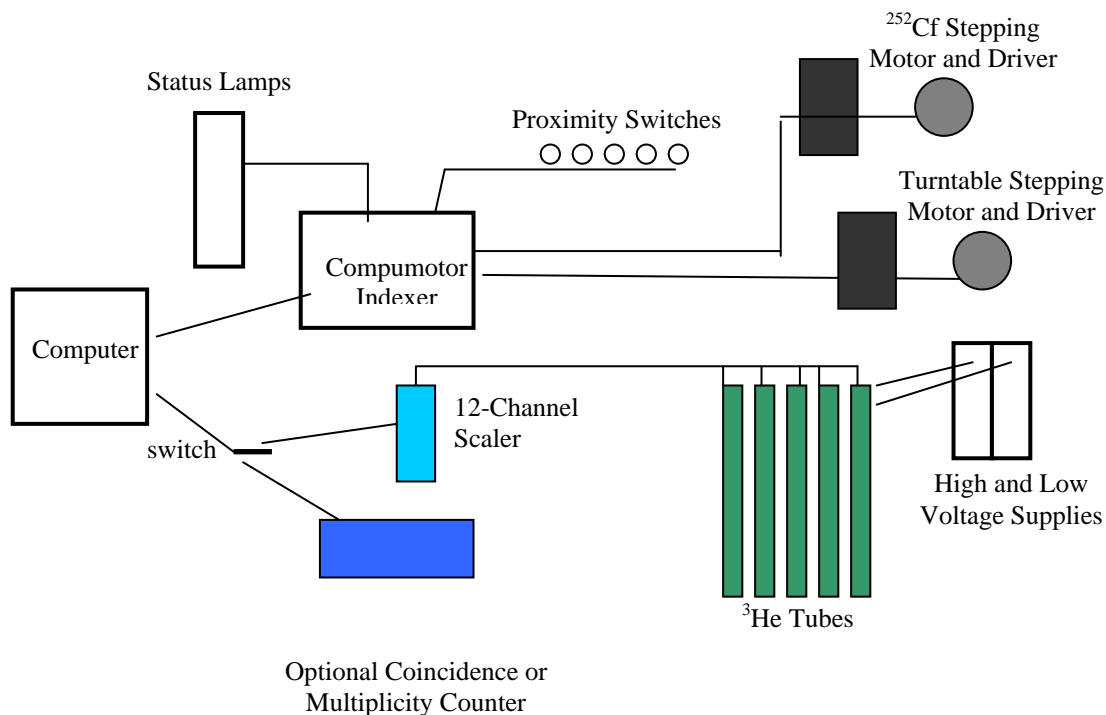 ²⁵²Cf Stepping
Motor and Driver
Status Lamps
Proximity Switches
Turntable Stepping
Motor and Driver
Compumotor
Indexer
Computer
12-Channel
Scaler
switch
High and Low
Voltage Supplies
³He Tubes
Optional Coincidence or
Multiplicity Counter